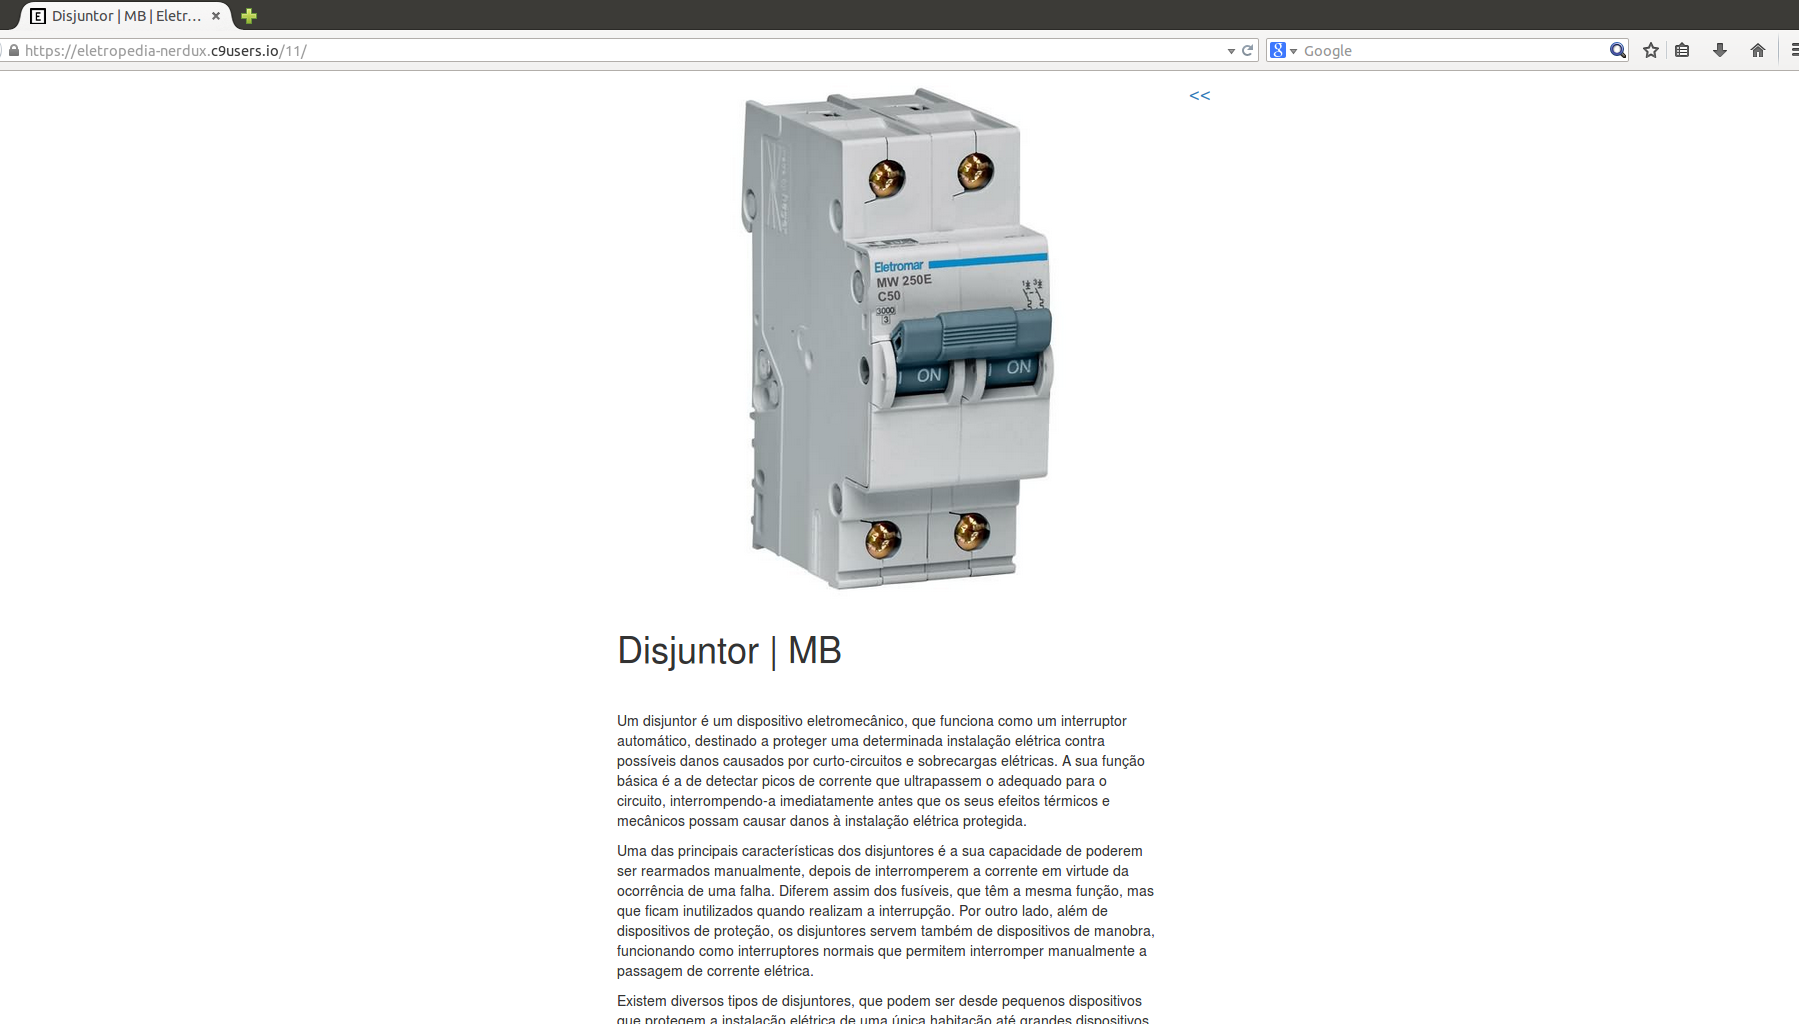 Disjuntor | MB | Eletr...
https://eletropedia-nerdux.c9users.io/11/
Google
<<
Eletromar
MW 250E
C50
3000
3
1 3
I ON I ON
Disjuntor | MB
Um disjuntor é um dispositivo eletromecânico, que funciona como um interruptor
automático, destinado a proteger uma determinada instalação elétrica contra
possíveis danos causados por curto-circuitos e sobrecargas elétricas. A sua função
básica é a de detectar picos de corrente que ultrapassem o adequado para o
circuito, interrompendo-a imediatamente antes que os seus efeitos térmicos e
mecânicos possam causar danos à instalação elétrica protegida.
Uma das principais características dos disjuntores é a sua capacidade de poderem
ser rearmados manualmente, depois de interromperem a corrente em virtude da
ocorrência de uma falha. Diferem assim dos fusíveis, que têm a mesma função, mas
que ficam inutilizados quando realizam a interrupção. Por outro lado, além de
dispositivos de proteção, os disjuntores servem também de dispositivos de manobra,
funcionando como interruptores normais que permitem interromper manualmente a
passagem de corrente elétrica.
Existem diversos tipos de disjuntores, que podem ser desde pequenos dispositivos
que protegem a instalação elétrica de uma única habitação até grandes dispositivos